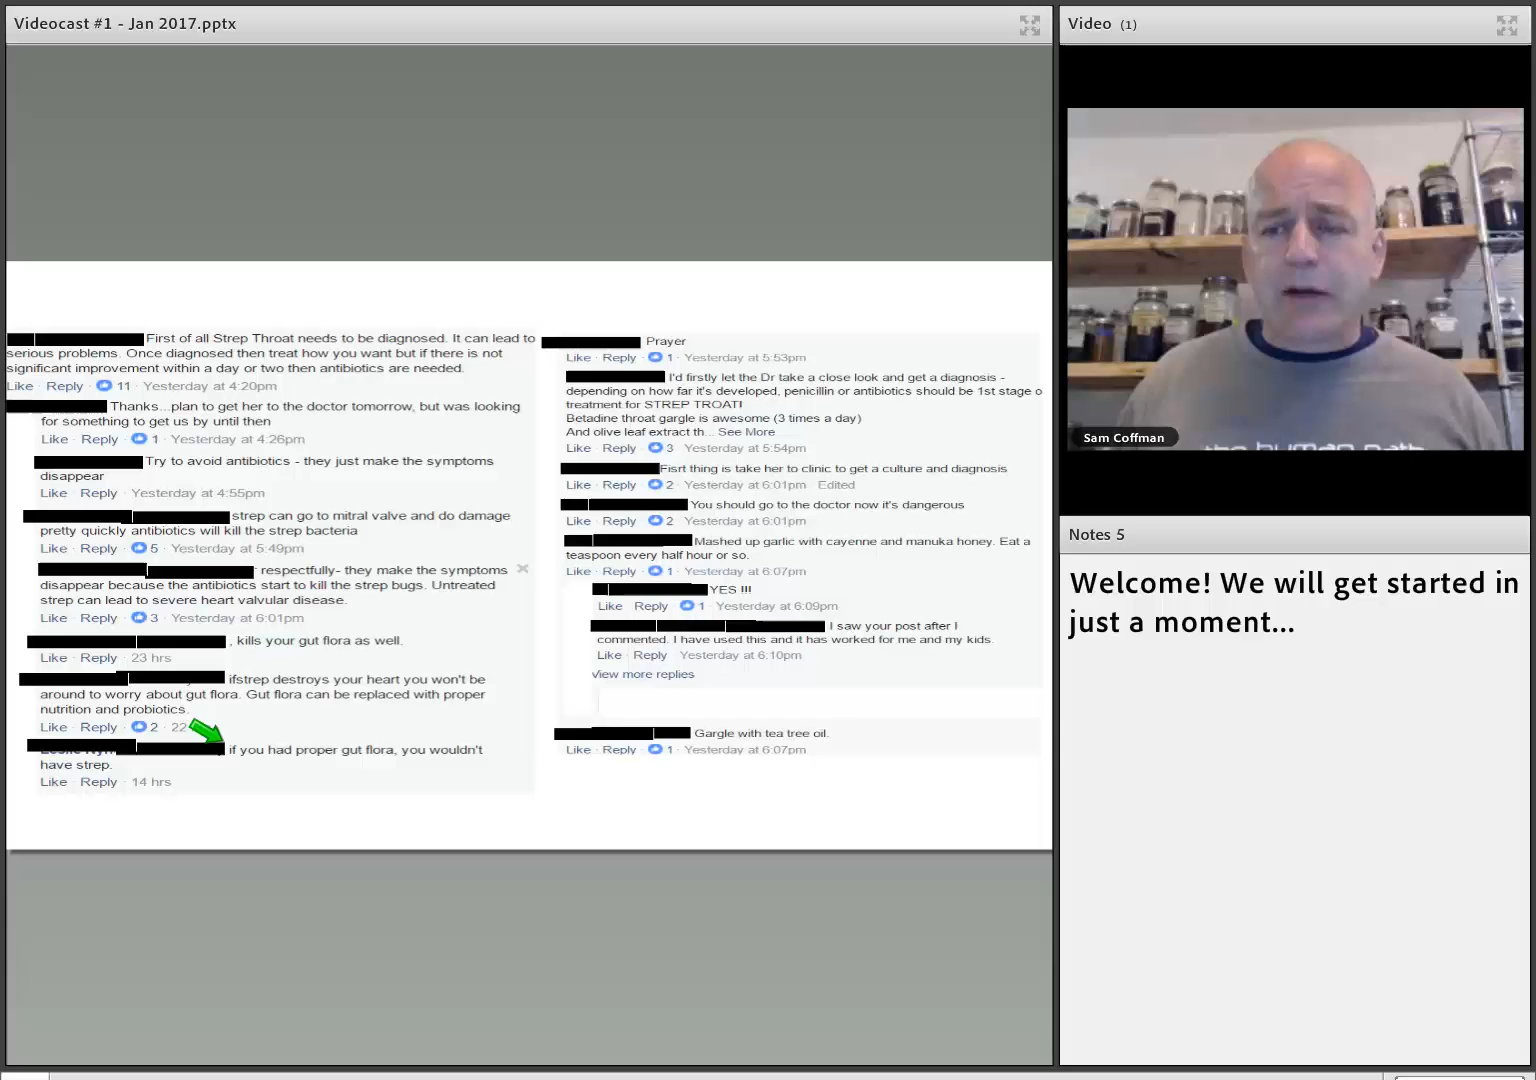 Videocast #1 - Jan 2017.pptx
First of all Strep Throat needs to be diagnosed. It can lead to
serious problems. Once diagnosed then treat how you want but if there is not
significant improvement within a day or two then antibiotics are needed.
Like · Reply · 11 · Yesterday at 4:20pm
Thanks...plan to get her to the doctor tomorrow, but was looking
for something to get us by until then
Like · Reply · 1 · Yesterday at 4:26pm
Try to avoid antibiotics - they just make the symptoms
disappear
Like · Reply · Yesterday at 4:55pm
strep can go to mitral valve and do damage
pretty quickly antibiotics will kill the strep bacteria
Like · Reply · 5 · Yesterday at 5:49pm
respectfully- they make the symptoms
disappear because the antibiotics start to kill the strep bugs. Untreated
strep can lead to severe heart valvular disease.
Like · Reply · 3 · Yesterday at 6:01pm
, kills your gut flora as well.
Like · Reply · 23 hrs
ifstrep destroys your heart you won't be
around to worry about gut flora. Gut flora can be replaced with proper
nutrition and probiotics.
Like · Reply · 2 · 22
if you had proper gut flora, you wouldn't
have strep.
Like · Reply · 14 hrs
Prayer
Like · Reply · 1 · Yesterday at 5:53pm
I'd firstly let the Dr take a close look and get a diagnosis -
depending on how far it's developed, penicillin or antibiotics should be 1st stage o
treatment for STREP TROAT!
Betadine throat gargle is awesome (3 times a day)
And olive leaf extract th... See More
Like · Reply · 3 · Yesterday at 5:54pm
Fisrt thing is take her to clinic to get a culture and diagnosis
Like · Reply · 2 · Yesterday at 6:01pm · Edited
You should go to the doctor now it's dangerous
Like · Reply · 2 · Yesterday at 6:01pm
Mashed up garlic with cayenne and manuka honey. Eat a
teaspoon every half hour or so.
Like · Reply · 1 · Yesterday at 6:07pm
YES !!!
Like · Reply · 1 · Yesterday at 6:09pm
I saw your post after I
commented. I have used this and it has worked for me and my kids.
Like · Reply · Yesterday at 6:10pm
View more replies
Gargle with tea tree oil.
Like · Reply · 1 · Yesterday at 6:07pm
Video (1)
Sam Coffman
the human path
Notes 5
Welcome! We will get started in
just a moment...